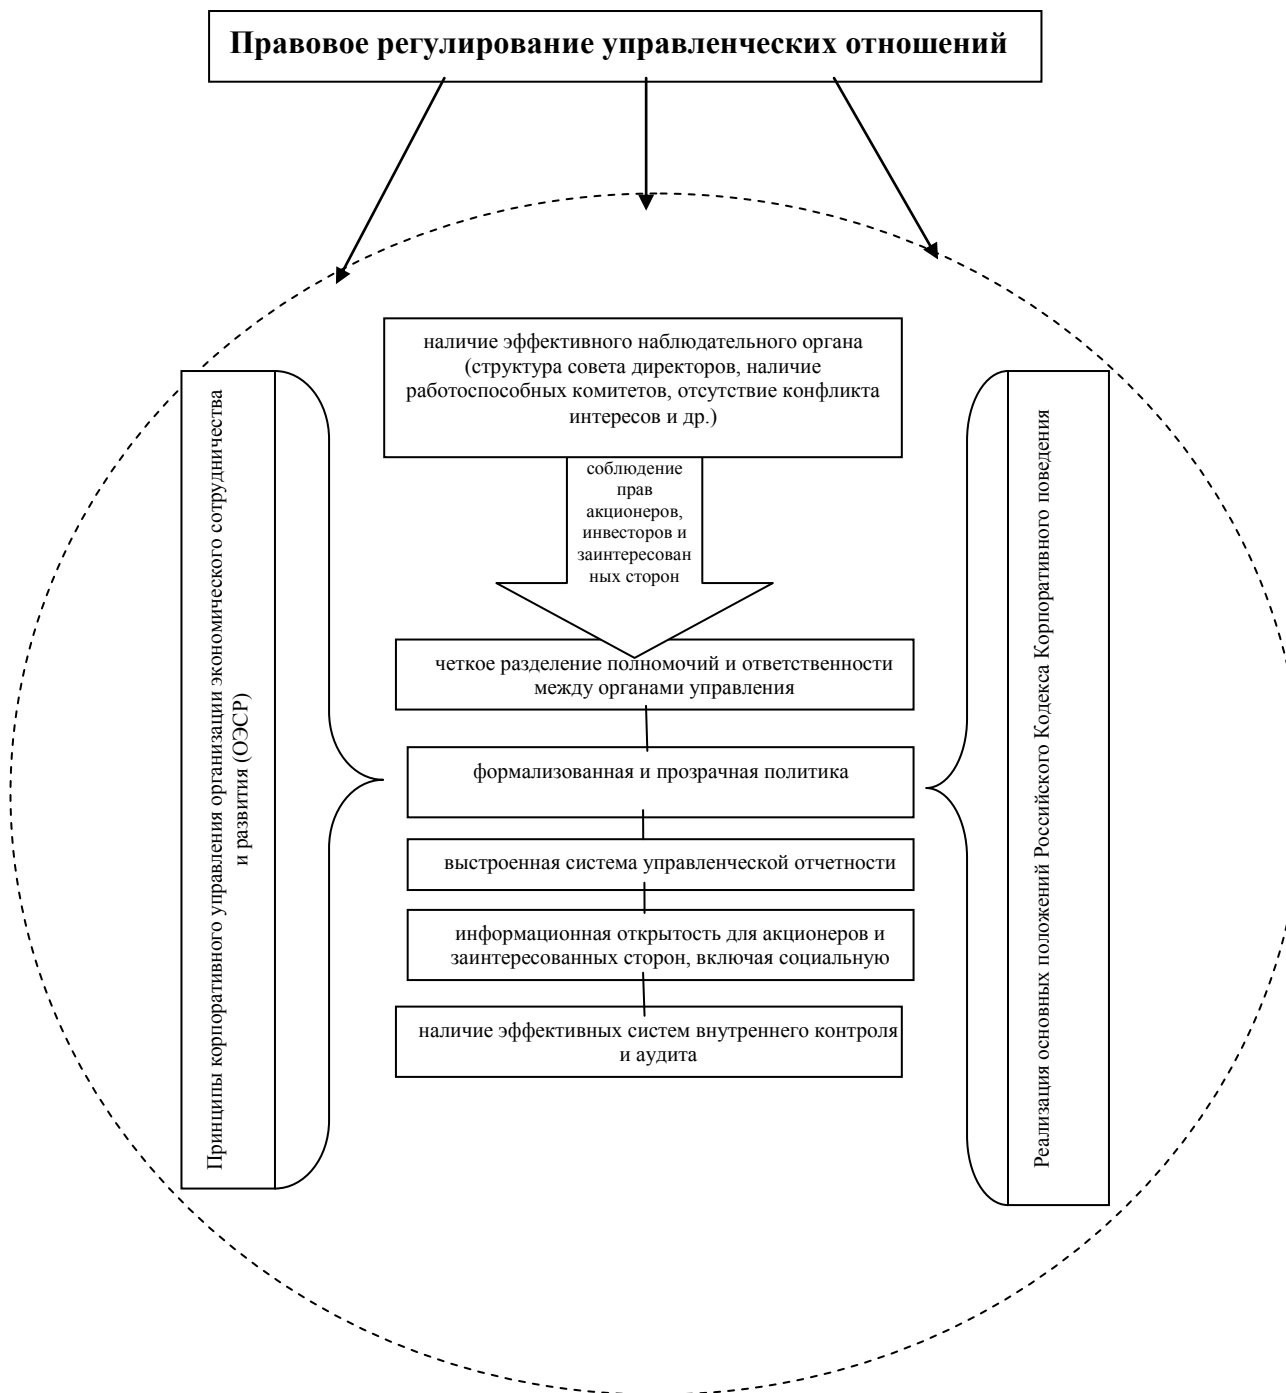 Правовое регулирование управленческих отношений
наличие эффективного наблюдательного органа
(структура совета директоров, наличие
работоспособных комитетов, отсутствие конфликта
интересов и др.)
соблюдение
прав
акционеров,
инвесторов и
заинтересован
ных сторон
четкое разделение полномочий и ответственности
между органами управления
формализованная и прозрачная политика
выстроенная система управленческой отчетности
информационная открытость для акционеров и
заинтересованных сторон, включая социальную
наличие эффективных систем внутреннего контроля
и аудита
Принципы корпоративного управления организации экономического сотрудничества
и развития (ОЭСР)
Реализация основных положений Российского Кодекса Корпоративного поведения